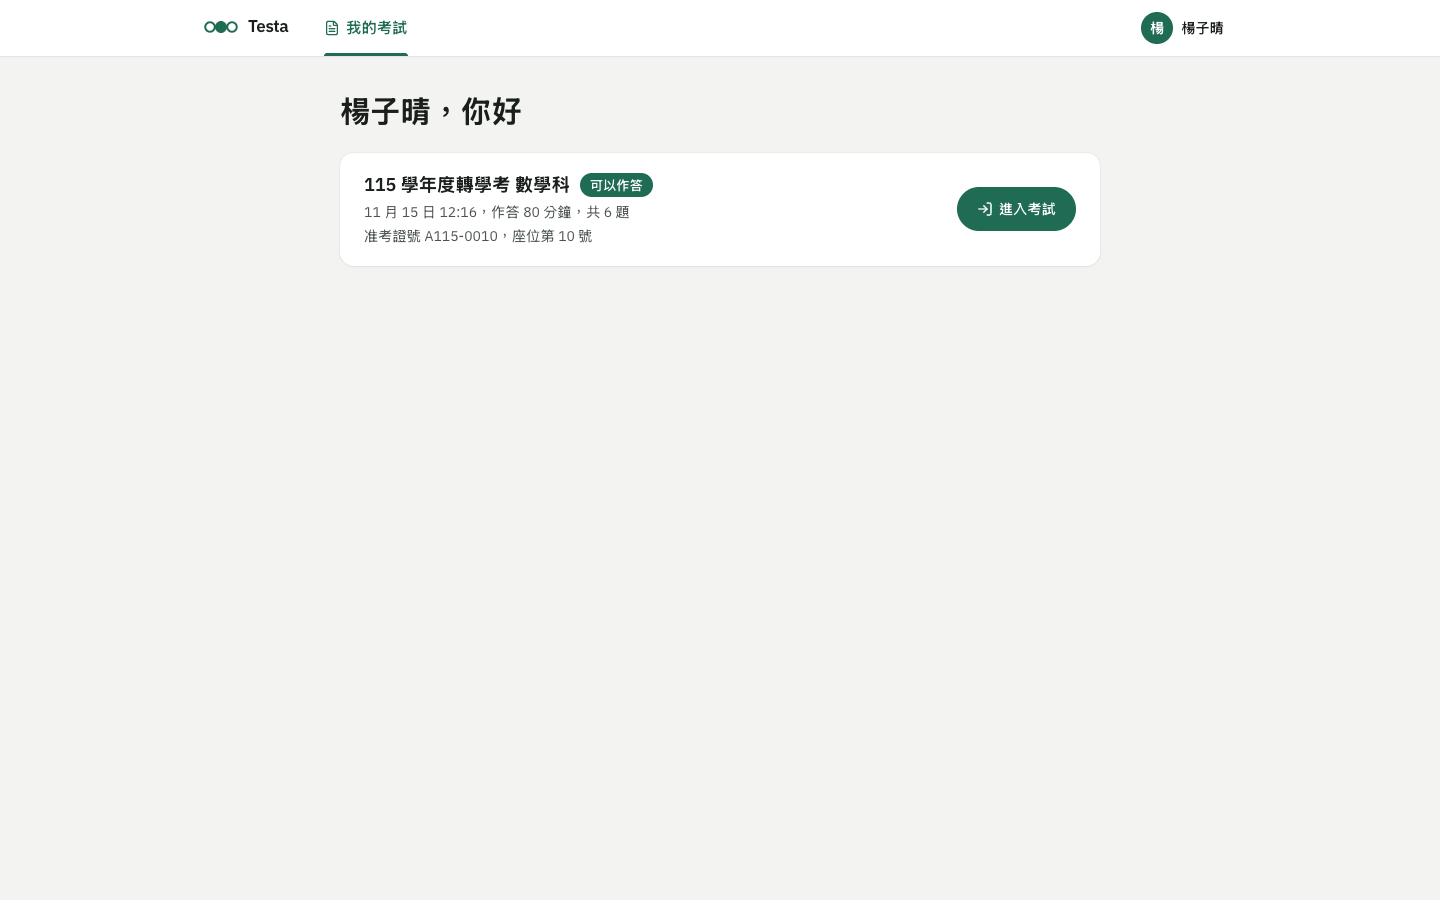 Testa
我的考試
楊
楊子晴
楊子晴，你好
115 學年度轉學考 數學科
可以作答
11 月 15 日 12:16，作答 80 分鐘，共 6 題
准考證號 A115-0010，座位第 10 號
進入考試